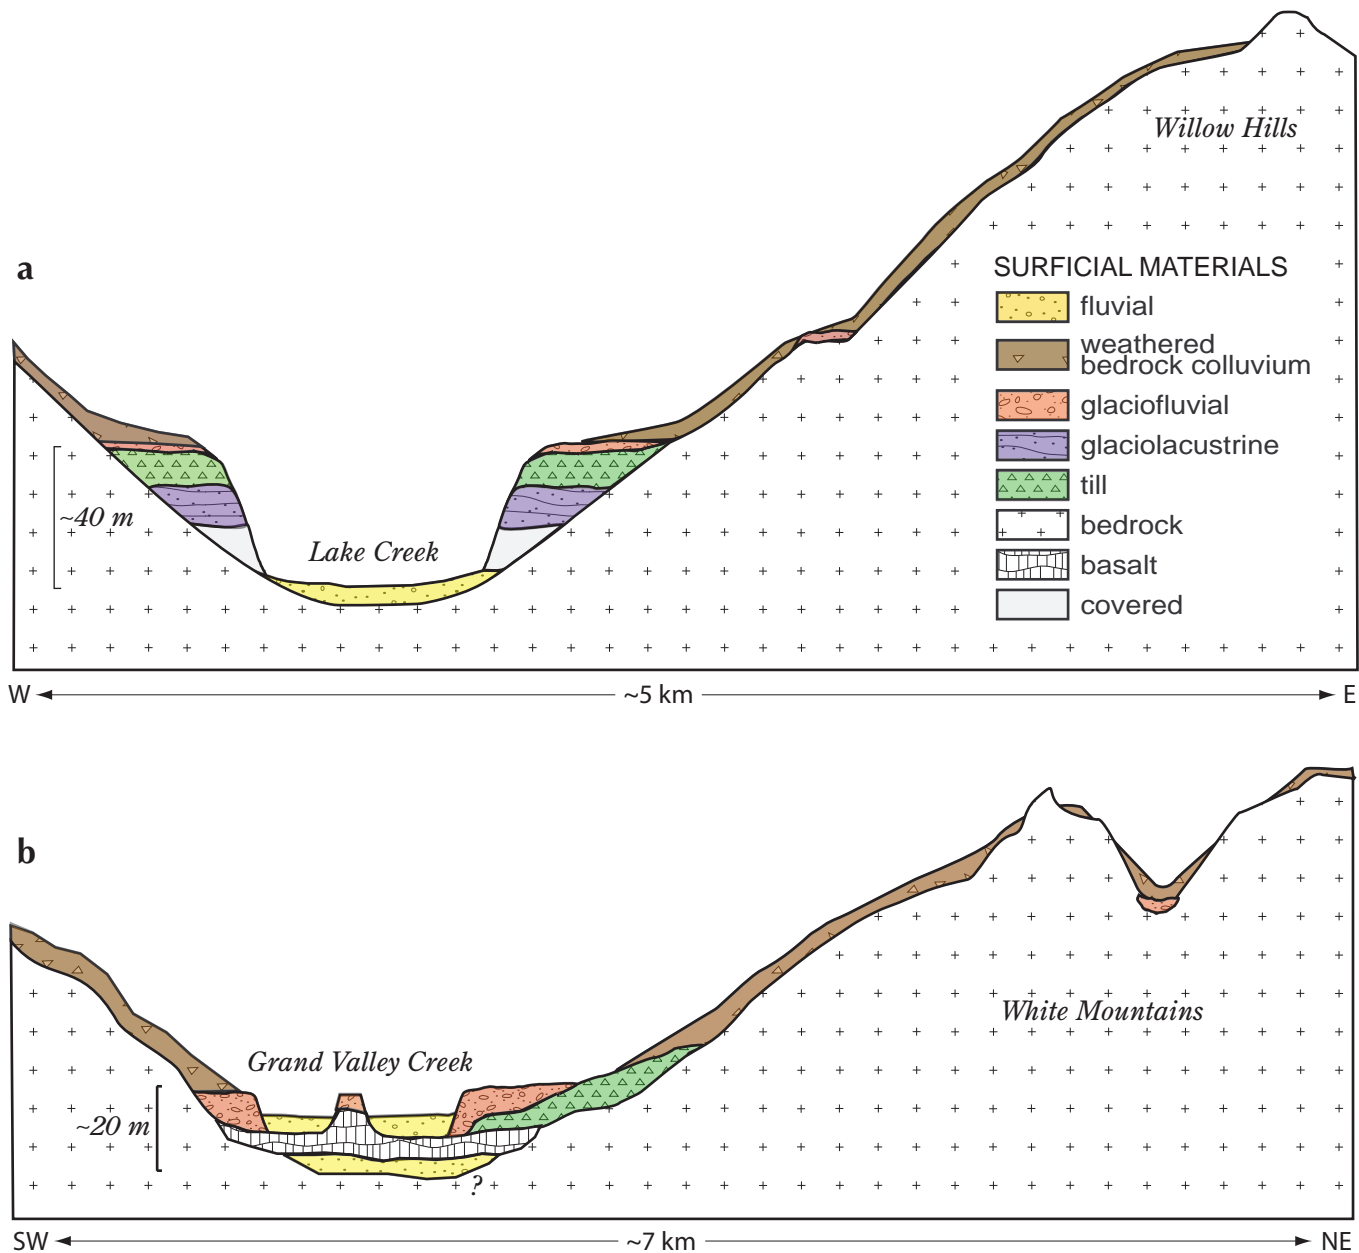 Willow Hills
a
SURFICIAL MATERIALS
fluvial
weathered
bedrock colluvium
glaciofluvial
glaciolacustrine
till
bedrock
basalt
covered
~40 m
Lake Creek
W ~5 km E
b
White Mountains
Grand Valley Creek
~20 m
?
SW ~7 km NE